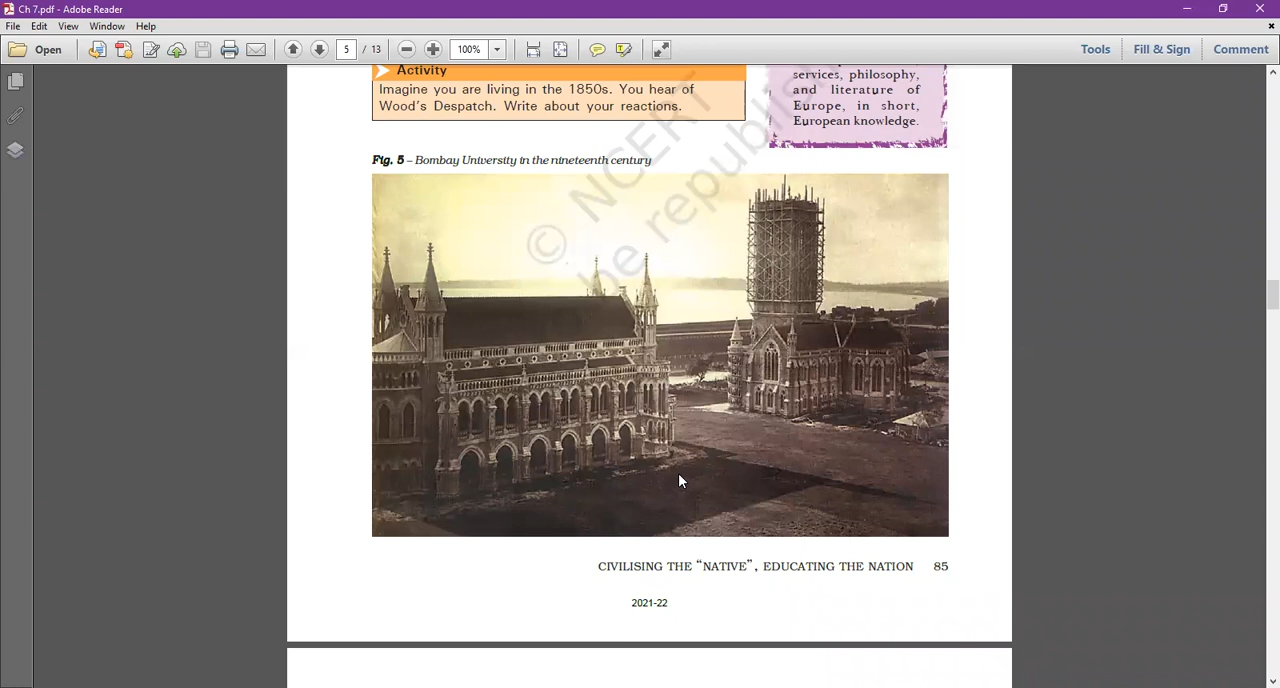 Ch 7.pdf - Adobe Reader
File Edit View Window Help
Open 5 / 13 100% Tools Fill & Sign Comment
Activity
Imagine you are living in the 1850s. You hear of
Wood's Despatch. Write about your reactions.
services, philosophy,
and literature of
Europe, in short,
European knowledge.
Fig. 5 – Bombay University in the nineteenth century
© NCERT
be republished
CIVILISING THE "NATIVE", EDUCATING THE NATION 85
2021-22